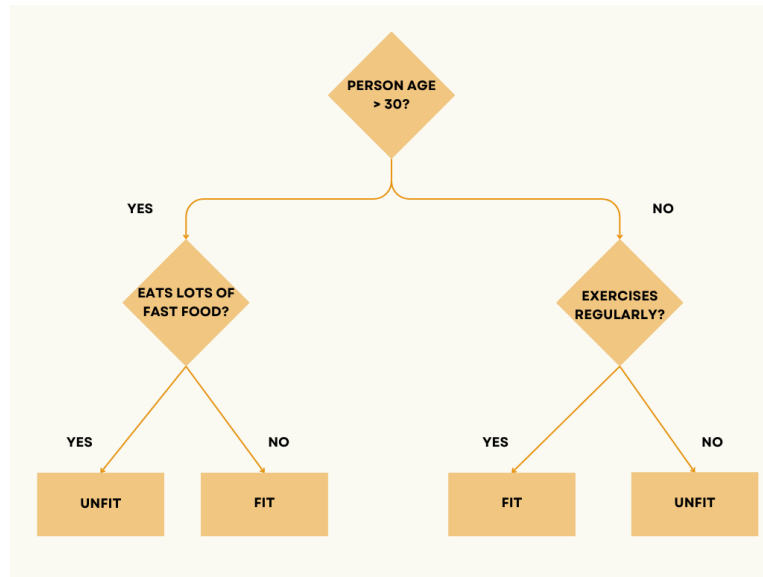 PERSON AGE
> 30?
YES
NO
EATS LOTS OF
FAST FOOD?
EXERCISES
REGULARLY?
YES
NO
YES
NO
UNFIT
FIT
FIT
UNFIT